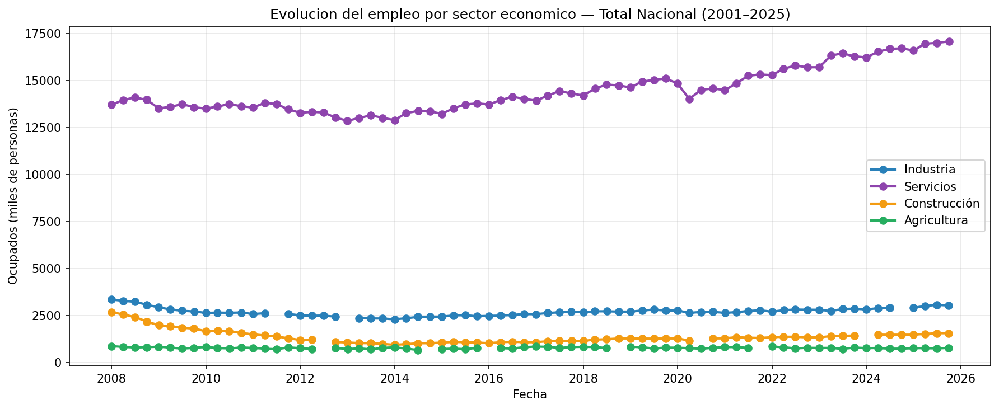 Evolucion del empleo por sector economico — Total Nacional (2001–2025)
Ocupados (miles de personas)
17500
15000
12500
10000
7500
5000
2500
0
Industria
Servicios
Construcción
Agricultura
2008 2010 2012 2014 2016 2018 2020 2022 2024 2026
Fecha